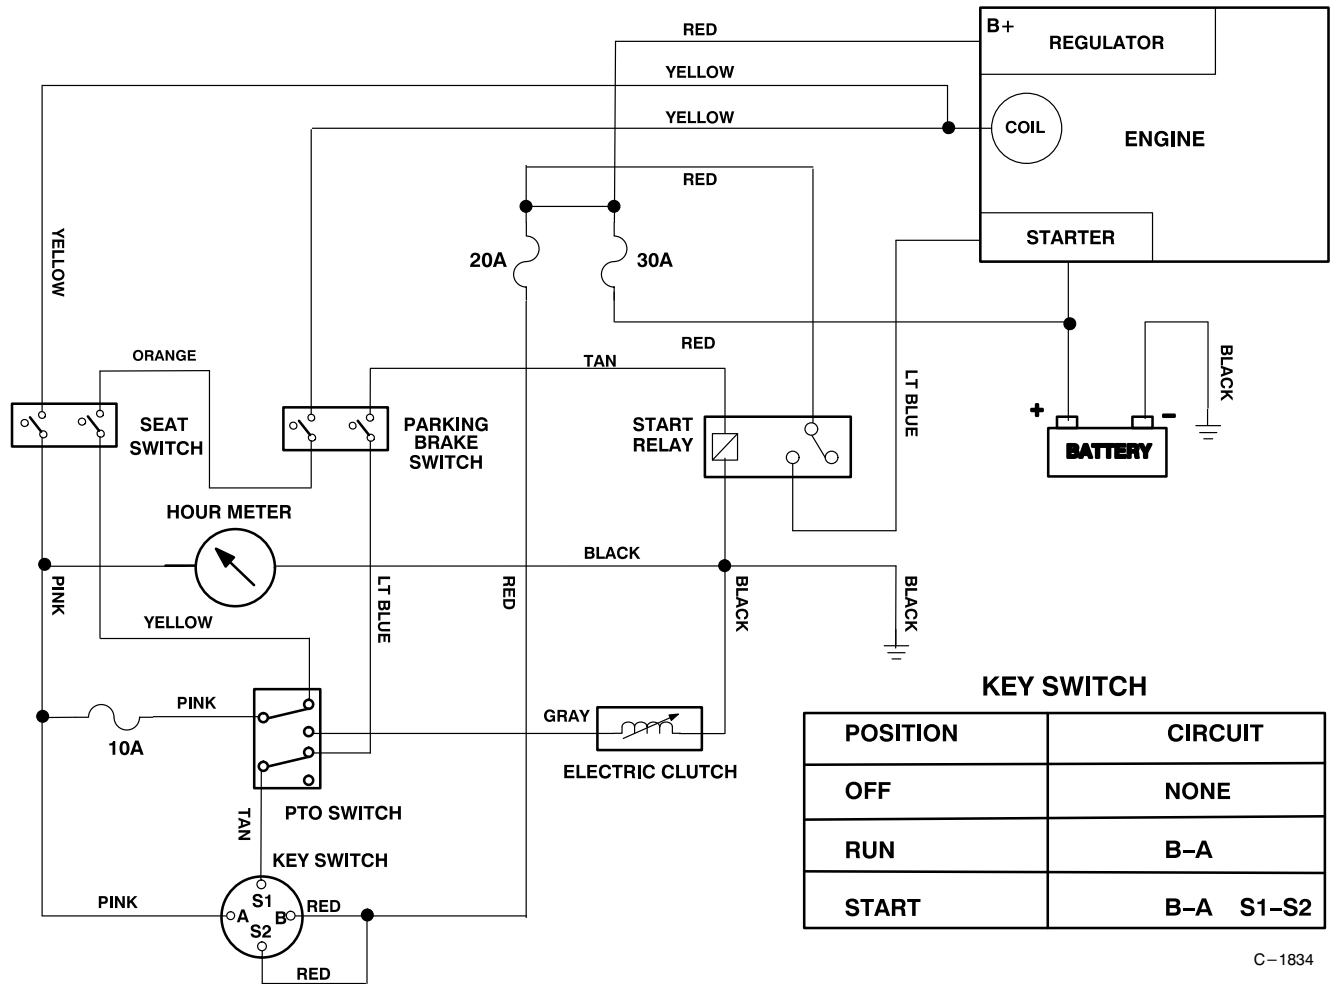 RED
B+
REGULATOR
YELLOW
YELLOW
COIL
ENGINE
RED
YELLOW
STARTER
20A
30A
RED
ORANGE
TAN
LT BLUE
BLACK
SEAT
SWITCH
PARKING
BRAKE
SWITCH
START
RELAY
+
−
BATTERY
HOUR METER
BLACK
PINK
LT BLUE
RED
BLACK
BLACK
YELLOW
PINK
10A
GRAY
ELECTRIC CLUTCH
PTO SWITCH
TAN
KEY SWITCH
PINK
S1
A
B
S2
RED
RED
KEY SWITCH
POSITION CIRCUIT
OFF NONE
RUN B–A
START B–A S1–S2
C–1834